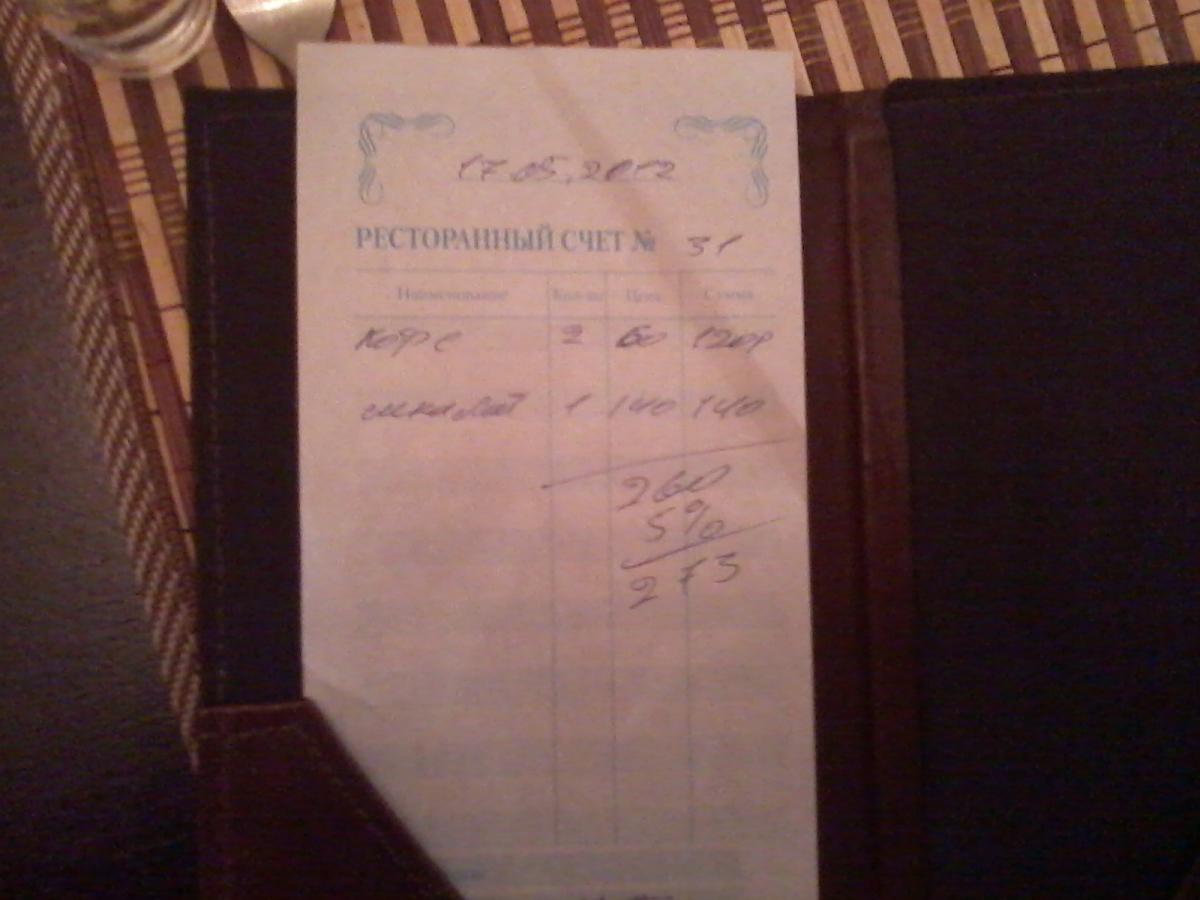 17.05.2012
РЕСТОРАННЫЙ СЧЕТ № 31
Наименование Кол-во Цена Сумма
кофе 2 60 120р
шкалат 1 140 140
260
5%
273